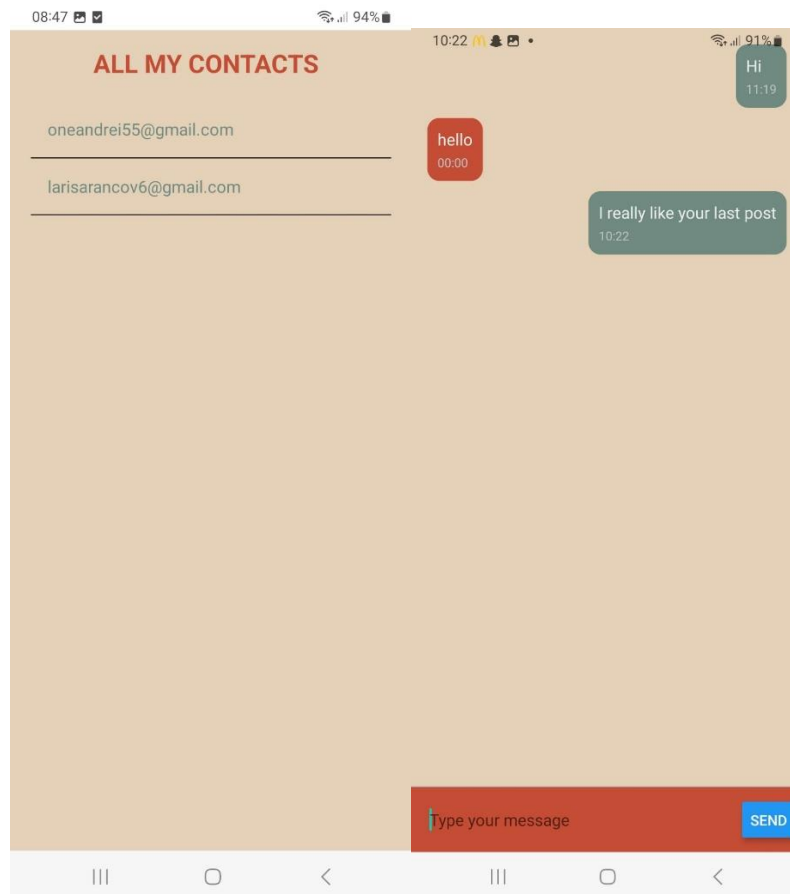 08:47 94%
ALL MY CONTACTS
oneandrei55@gmail.com
larisarancov6@gmail.com
10:22 91%
Hi
11:19
hello
00:00
I really like your last post
10:22
Type your message
SEND